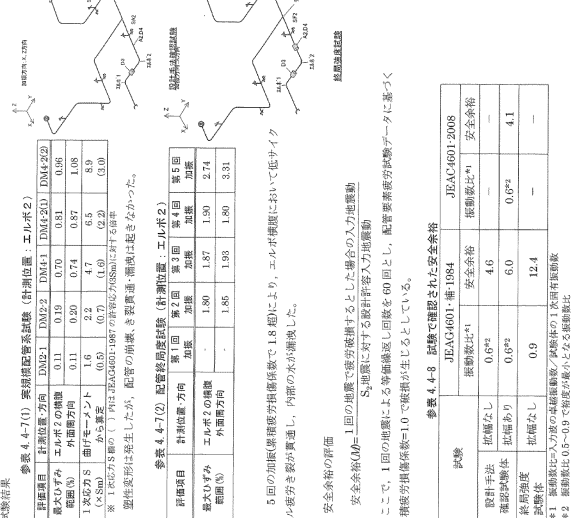 試験結果
参表 4.4-7(1) 実規模配管系試験（計測位置：エルボ２）
評価項目 計測位置・方向 DM2-1 DM2-2 DM4-1 DM4-2(1) DM4-2(2)
最大ひずみ範囲(%) エルボ２の横腹 外面周方向 0.11 0.19 0.70 0.81 0.96
0.11 0.20 0.74 0.87 1.08
1次応力 S (×Sm) 曲げモーメントから算定 1.6 2.2 4.7 6.5 8.9
(0.5) (0.7) (1.6) (2.2) (3.0)
※ 1次応力S欄の（ ）内はJEAG4601-1987の許容応力(3Sm)に対する倍率
塑性変形は発生したが、配管の崩壊、き裂貫通・漏洩は起きなかった。
加振方向: X, Z方向
設計手法確認試験
参表 4.4-7(2) 配管終局強度試験（計測位置：エルボ２）
評価項目 計測位置・方向 第１回加振 第２回加振 第３回加振 第４回加振 第５回加振
最大ひずみ範囲(%) エルボ２の横腹 外面周方向 - 1.80 1.87 1.90 2.74
1.85 1.93 1.80 3.31
終局強度試験
５回の加振(累積疲労損傷係数で 1.8 超)により、エルボ横腹において低サイク
ル疲労き裂が貫通し、内部の水が漏洩した。
安全余裕の評価
安全余裕(M)= 1回の地震で疲労破損するとした場合の入力地震動
S₂地震に対する設計許容入力地震動
ここで、1回の地震による等価繰返し回数を 60 回とし、配管要素疲労試験データに基づく
積疲労損傷係数=1.0 で破損が生じるとしている。
参表 4.4-8 試験で確認された安全余裕
試験 JEAG4601・補-1984 JEAC4601-2008
振動数比*1 安全余裕 振動数比*1 安全余裕
設計手法確認試験体 拡幅なし 0.6*2 4.6 － －
拡幅あり 0.6*2 6.0 0.6*2 4.1
終局強度試験体 拡幅なし 0.9 12.4 － －
*1 振動数比=入力波の卓越振動数／試験体の１次固有振動数
*2 振動数比 0.5～0.9 で裕度が最小となる振動数比